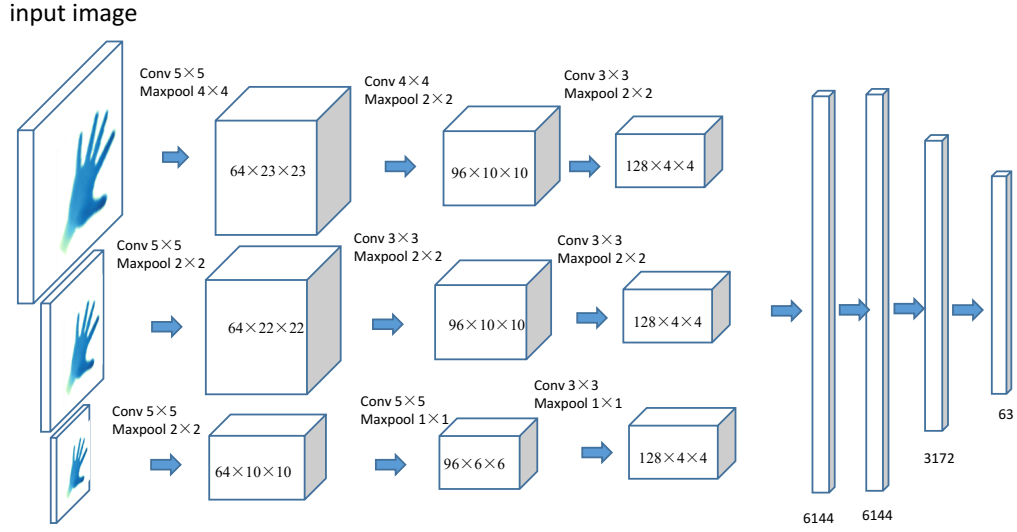 input image
Conv 5×5
Maxpool 4×4
64×23×23
Conv 4×4
Maxpool 2×2
96×10×10
Conv 3×3
Maxpool 2×2
128×4×4
Conv 5×5
Maxpool 2×2
64×22×22
Conv 3×3
Maxpool 2×2
96×10×10
Conv 3×3
Maxpool 2×2
128×4×4
Conv 5×5
Maxpool 2×2
64×10×10
Conv 5×5
Maxpool 1×1
96×6×6
Conv 3×3
Maxpool 1×1
128×4×4
6144
6144
3172
63